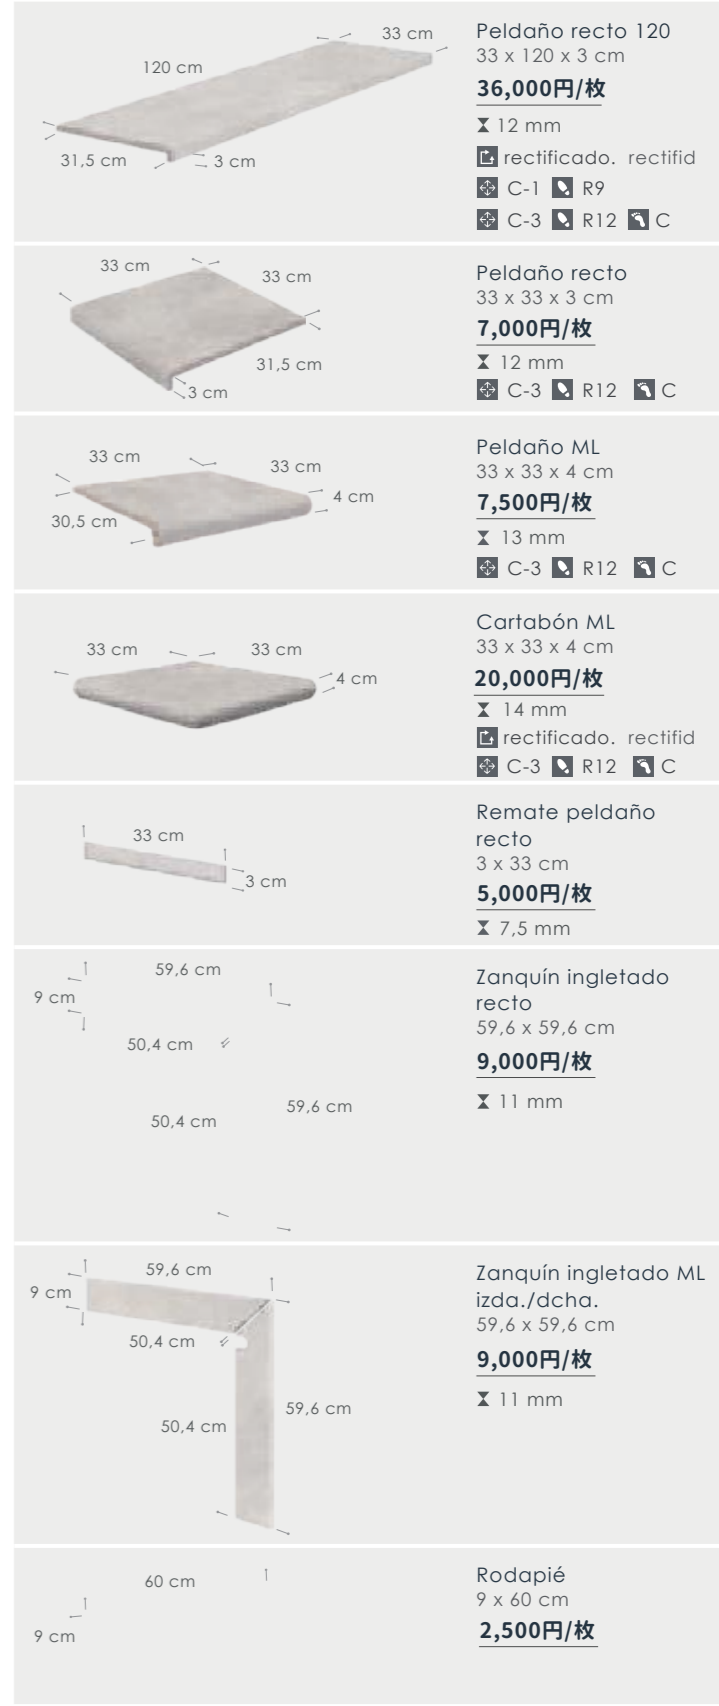 33 cm
120 cm
31,5 cm
3 cm
Peldaño recto 120
33 x 120 x 3 cm
36,000円/枚
12 mm
rectificado. rectifid
C-1 R9
C-3 R12 C
33 cm
33 cm
31,5 cm
3 cm
Peldaño recto
33 x 33 x 3 cm
7,000円/枚
12 mm
C-3 R12 C
33 cm
33 cm
4 cm
30,5 cm
Peldaño ML
33 x 33 x 4 cm
7,500円/枚
13 mm
C-3 R12 C
33 cm
33 cm
4 cm
Cartabón ML
33 x 33 x 4 cm
20,000円/枚
14 mm
rectificado. rectifid
C-3 R12 C
33 cm
3 cm
Remate peldaño
recto
3 x 33 cm
5,000円/枚
7,5 mm
59,6 cm
9 cm
50,4 cm
59,6 cm
50,4 cm
Zanquín ingletado
recto
59,6 x 59,6 cm
9,000円/枚
11 mm
59,6 cm
9 cm
50,4 cm
59,6 cm
50,4 cm
Zanquín ingletado ML
izda./dcha.
59,6 x 59,6 cm
9,000円/枚
11 mm
60 cm
9 cm
Rodapié
9 x 60 cm
2,500円/枚